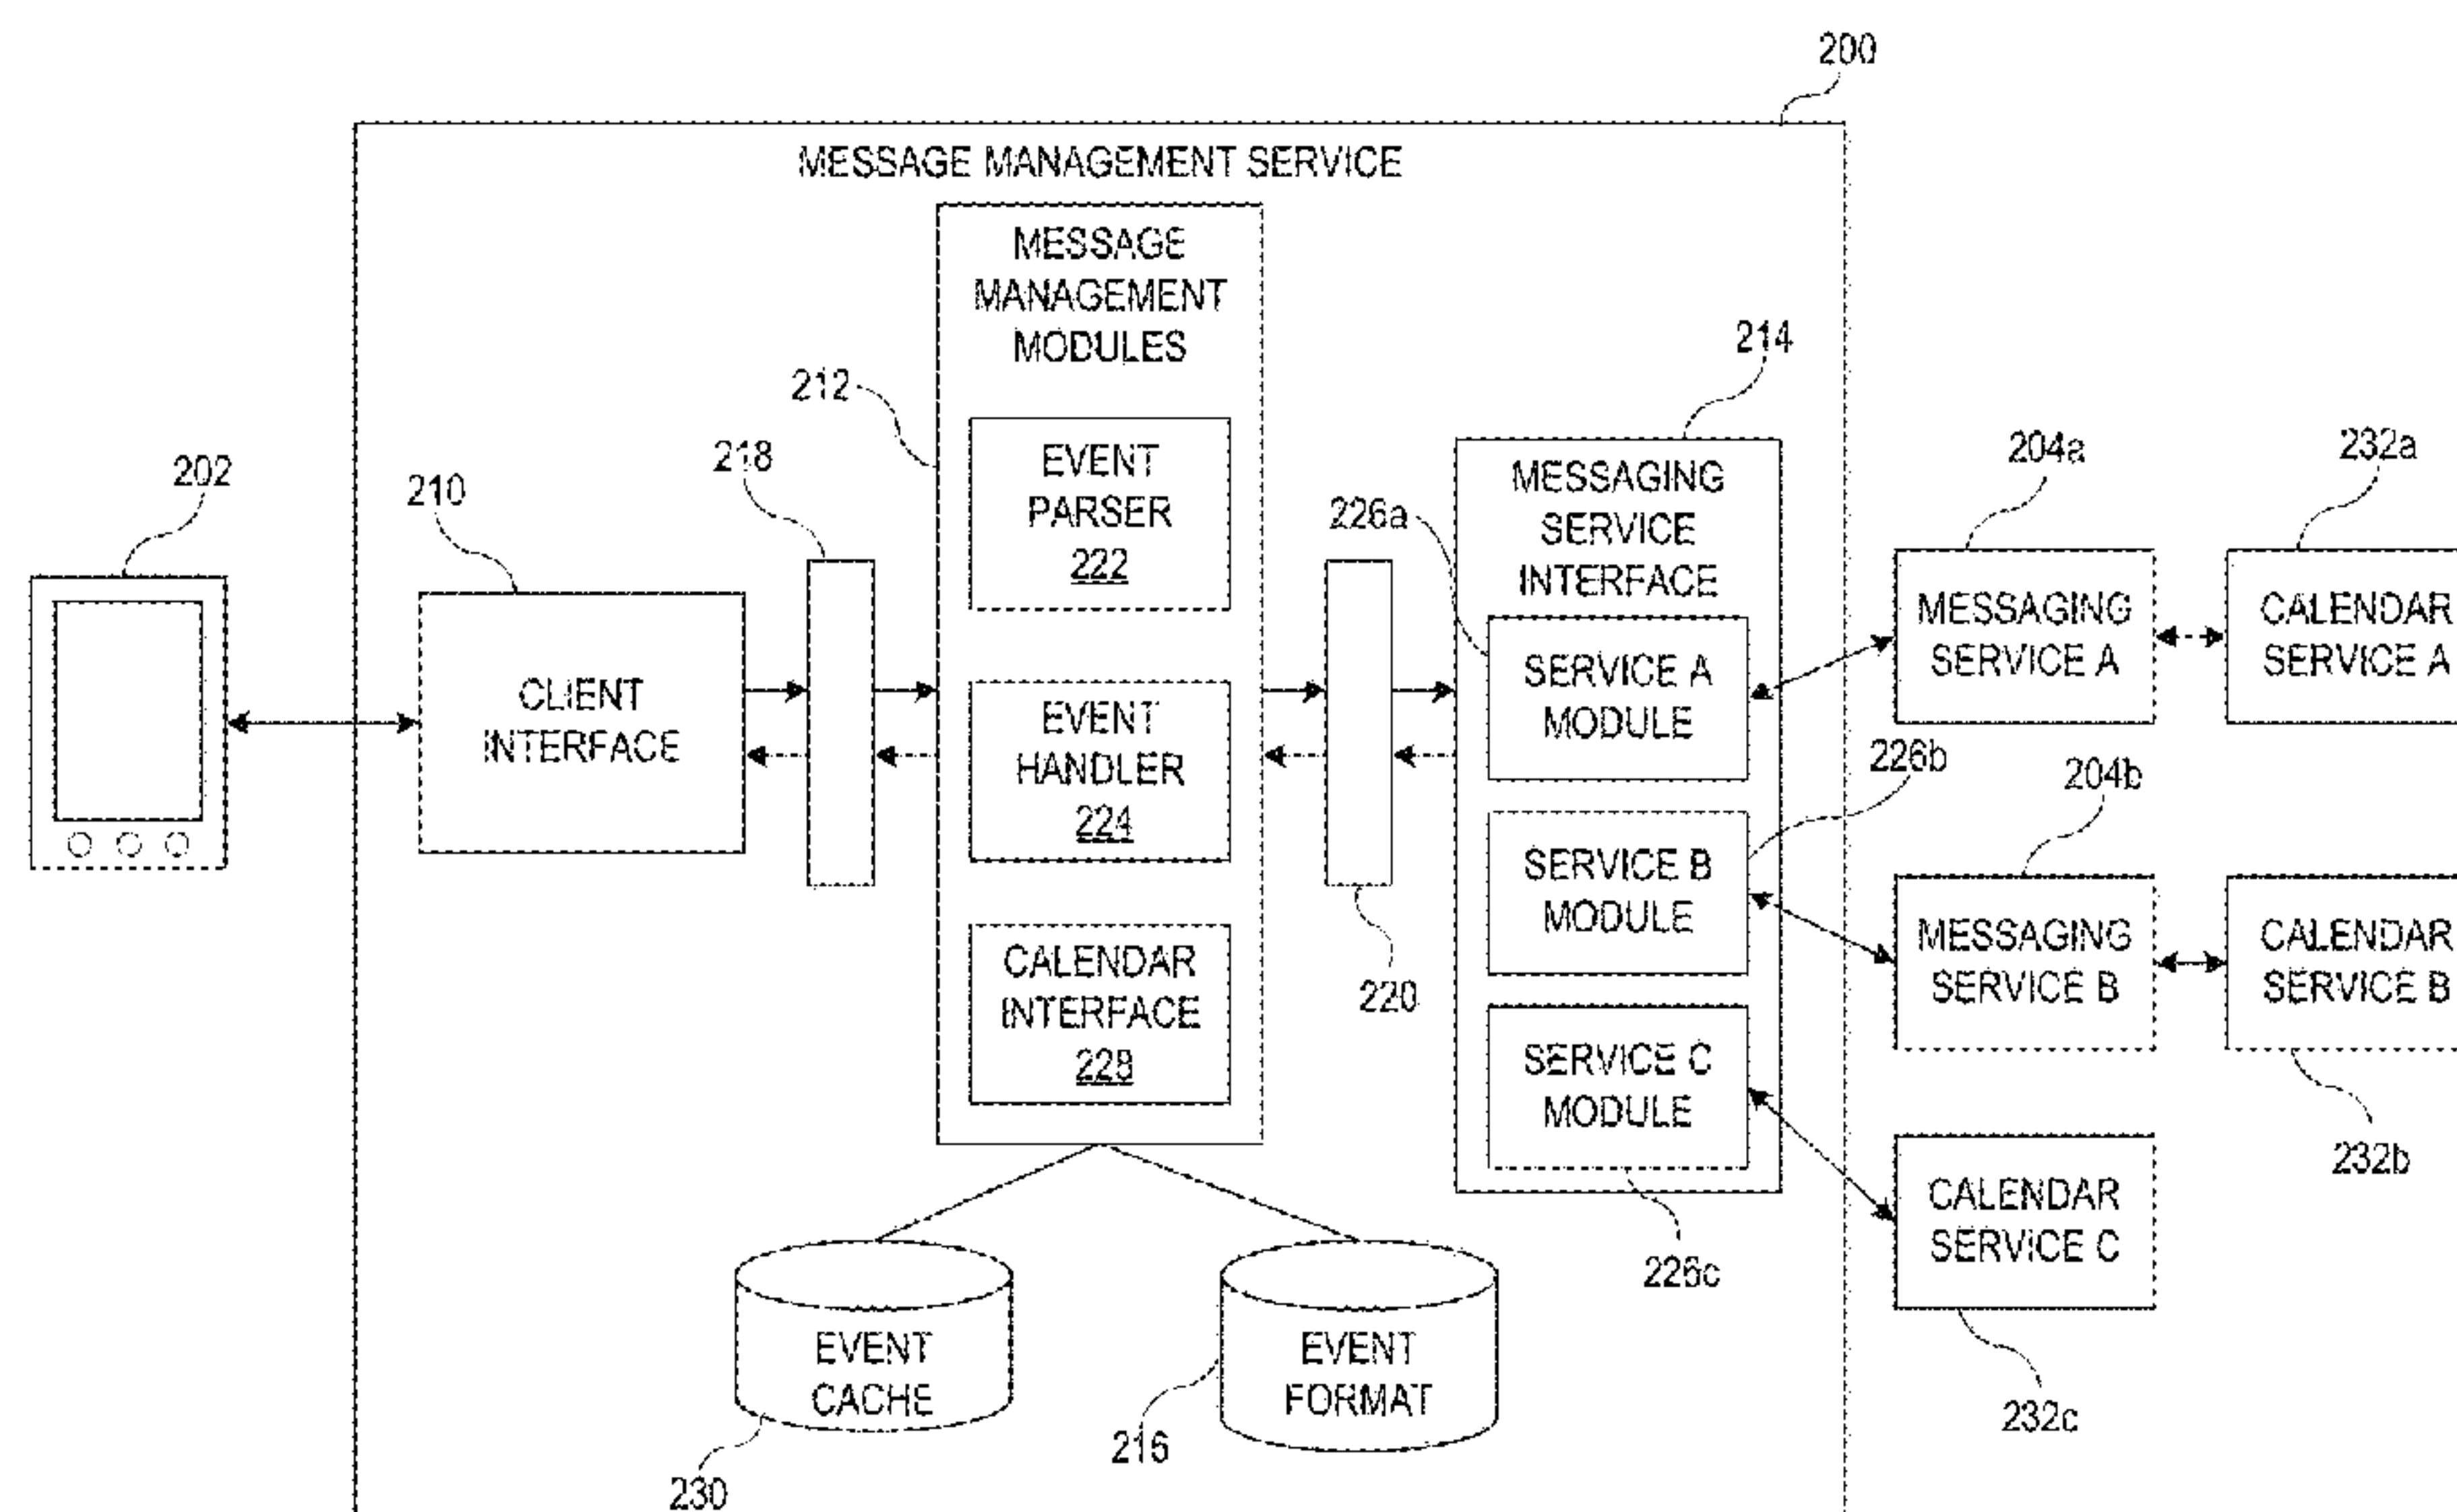 200
MESSAGE MANAGEMENT SERVICE
MESSAGE
MANAGEMENT
MODULES
212
EVENT
PARSER
222
EVENT
HANDLER
224
CALENDAR
INTERFACE
228
202
210
CLIENT
INTERFACE
218
220
214
MESSAGING
SERVICE
INTERFACE
226a
SERVICE A
MODULE
226b
SERVICE B
MODULE
SERVICE C
MODULE
226c
204a
MESSAGING
SERVICE A
232a
CALENDAR
SERVICE A
204b
MESSAGING
SERVICE B
CALENDAR
SERVICE B
232b
CALENDAR
SERVICE C
232c
EVENT
CACHE
230
EVENT
FORMAT
216